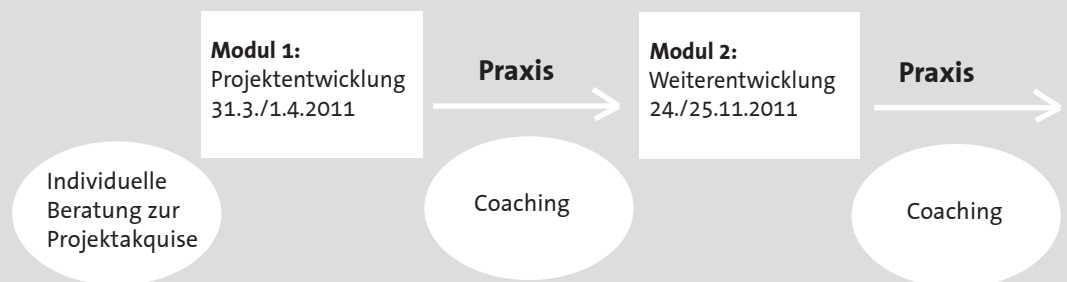 Modul 1:
Projektentwicklung
31.3./1.4.2011
Praxis
Modul 2:
Weiterentwicklung
24./25.11.2011
Praxis
Individuelle
Beratung zur
Projektakquise
Coaching
Coaching